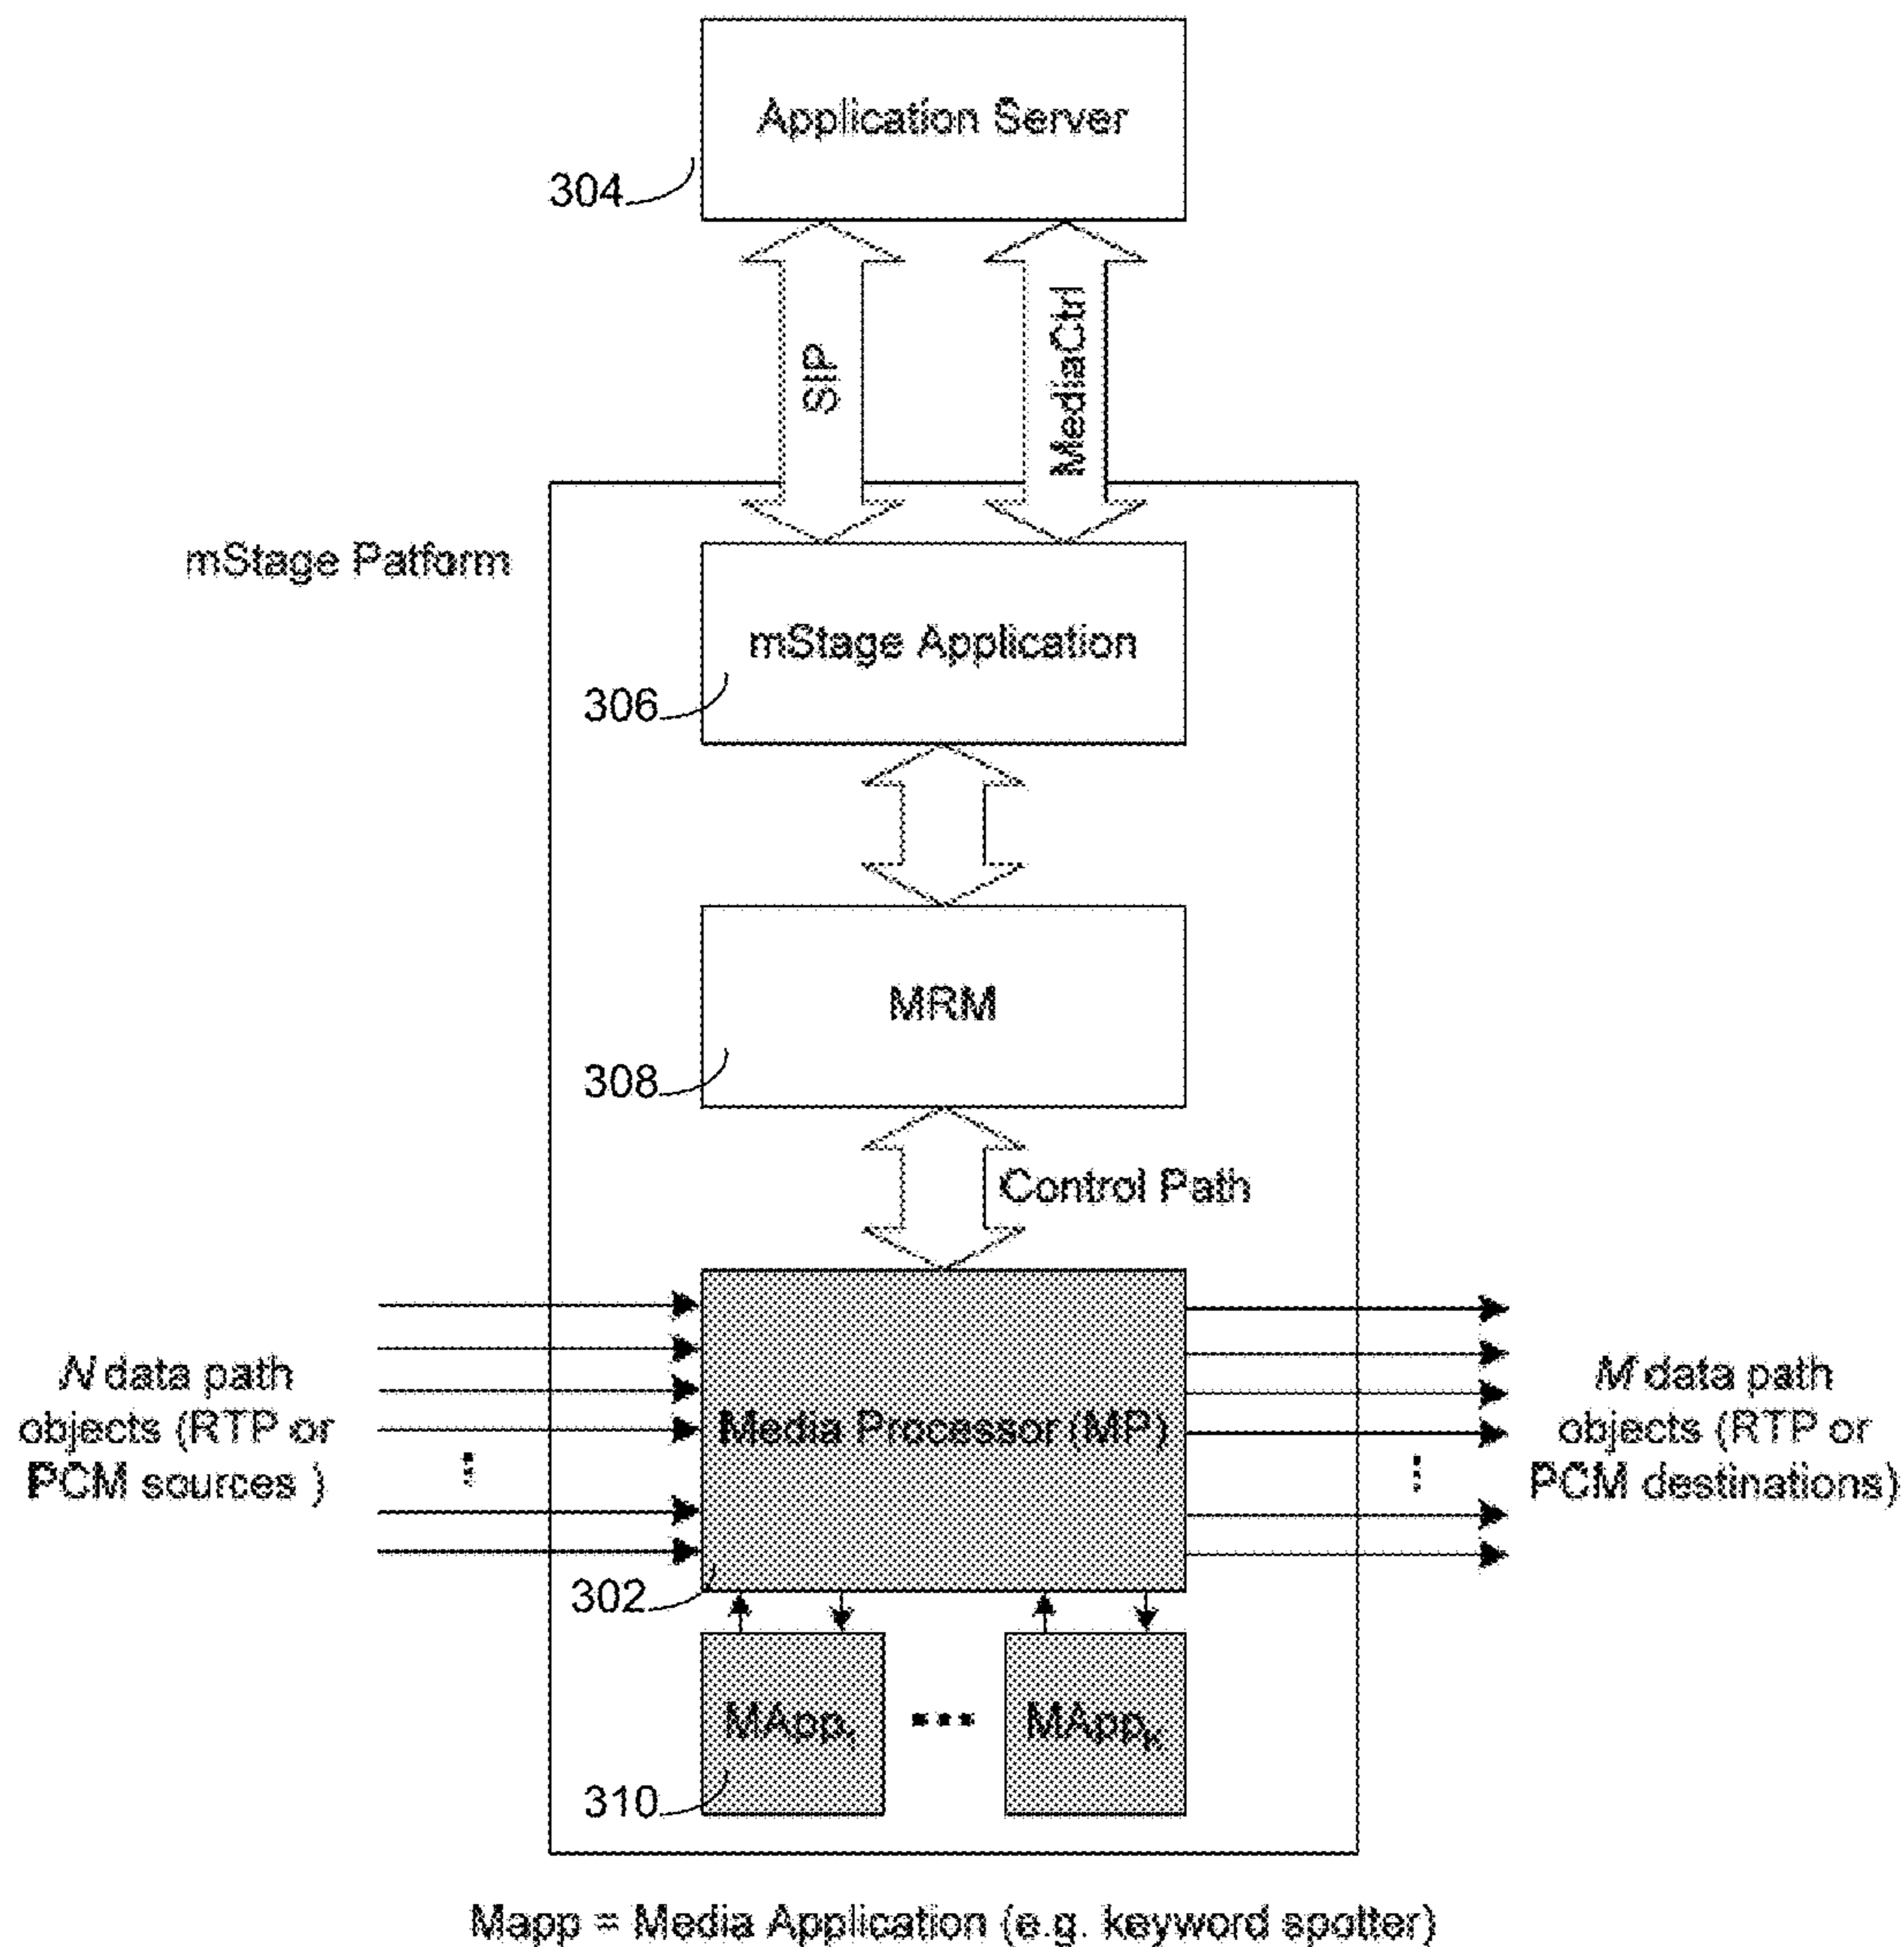 Application Server
304
SIP
MediaCtrl
mStage Patform
mStage Application
306
MRM
308
Control Path
N data path
objects (RTP or
PCM sources )
Media Processor (MP)
M data path
objects (RTP or
PCM destinations)
302
MApp1
MAppK
310
Mapp = Media Application (e.g. keyword spotter)